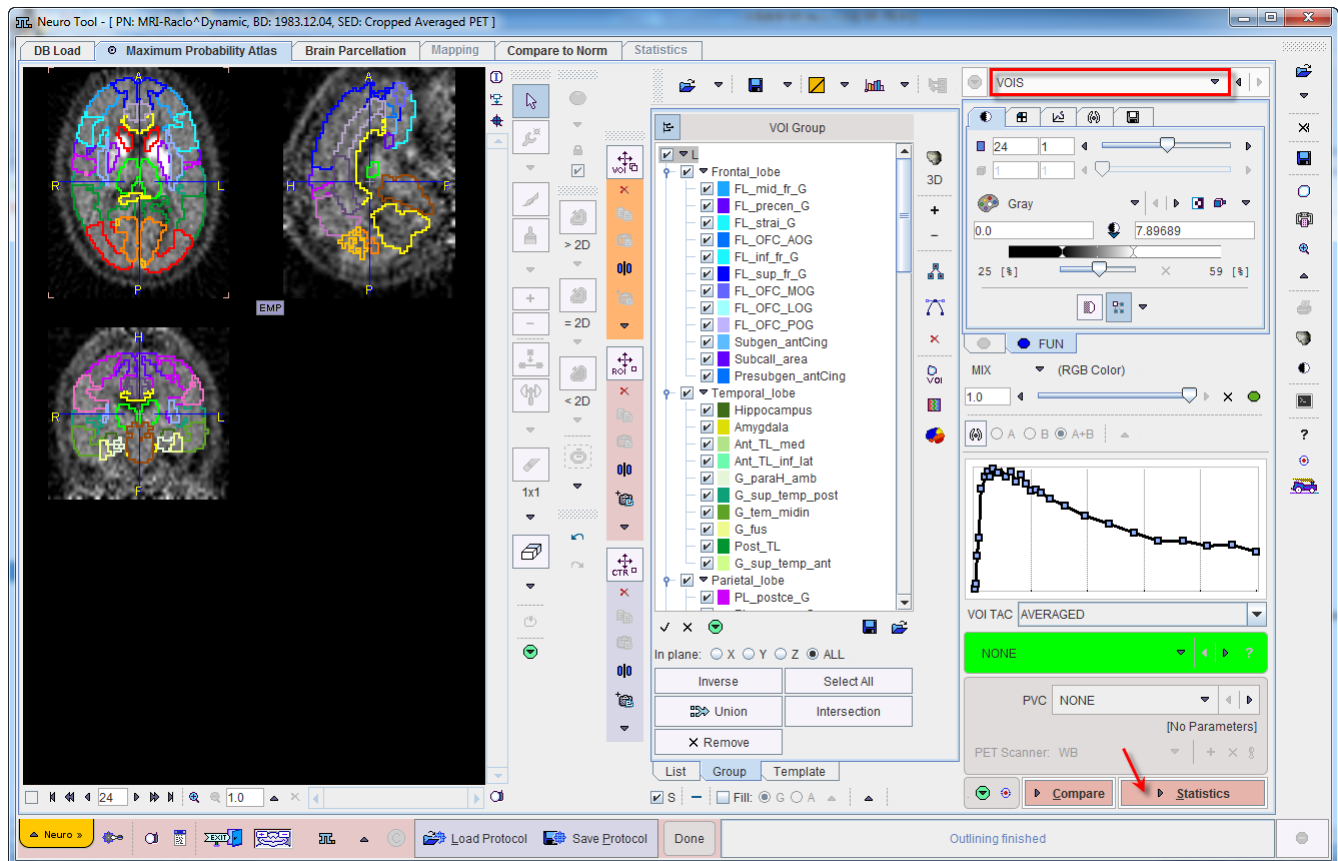 Neuro Tool - [ PN: MRI-Raclo^Dynamic, BD: 1983.12.04, SED: Cropped Averaged PET ]
DB Load Maximum Probability Atlas Brain Parcellation Mapping Compare to Norm Statistics
A
R
L
P
A
H
F
P
EMP
H
R
L
F
> 2D
= 2D
< 2D
1x1
VOI
ROI
CTR
VOI Group
L
Frontal_lobe
FL_mid_fr_G
FL_precen_G
FL_strai_G
FL_OFC_AOG
FL_inf_fr_G
FL_sup_fr_G
FL_OFC_MOG
FL_OFC_LOG
FL_OFC_POG
Subgen_antCing
Subcall_area
Presubgen_antCing
Temporal_lobe
Hippocampus
Amygdala
Ant_TL_med
Ant_TL_inf_lat
G_paraH_amb
G_sup_temp_post
G_tem_midin
G_fus
Post_TL
G_sup_temp_ant
Parietal_lobe
PL_postce_G
In plane: X Y Z ALL
Inverse Select All
Union Intersection
Remove
List Group Template
S Fill: G O A
3D
+
-
VOI
VOIS
24 1
1 1
Gray
0.0 7.89689
25 [%] 59 [%]
FUN
MIX (RGB Color)
1.0
A B A+B
VOI TAC AVERAGED
NONE ?
PVC NONE
[No Parameters]
PET Scanner: WB
Compare Statistics
?
24 1.0
Neuro » EXIT Load Protocol Save Protocol Done Outlining finished